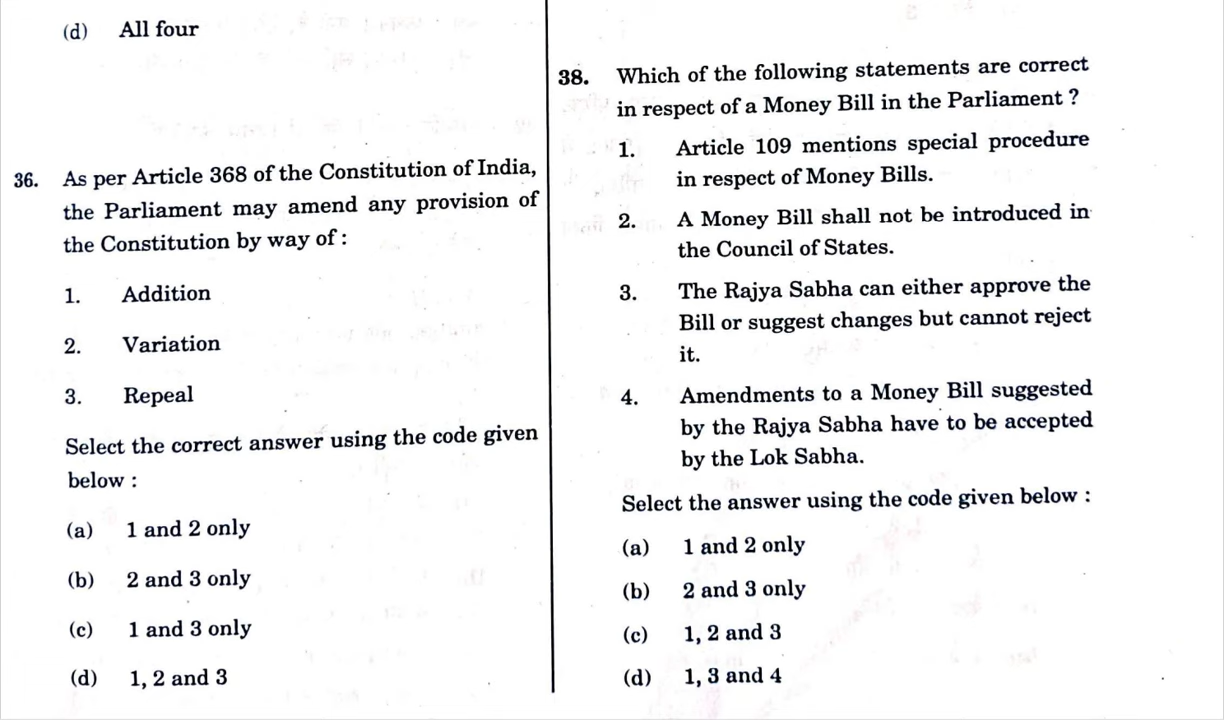 (d) All four
36. As per Article 368 of the Constitution of India,
the Parliament may amend any provision of
the Constitution by way of :
1. Addition
2. Variation
3. Repeal
Select the correct answer using the code given
below :
(a) 1 and 2 only
(b) 2 and 3 only
(c) 1 and 3 only
(d) 1, 2 and 3
38. Which of the following statements are correct
in respect of a Money Bill in the Parliament ?
1. Article 109 mentions special procedure
in respect of Money Bills.
2. A Money Bill shall not be introduced in
the Council of States.
3. The Rajya Sabha can either approve the
Bill or suggest changes but cannot reject
it.
4. Amendments to a Money Bill suggested
by the Rajya Sabha have to be accepted
by the Lok Sabha.
Select the answer using the code given below :
(a) 1 and 2 only
(b) 2 and 3 only
(c) 1, 2 and 3
(d) 1, 3 and 4